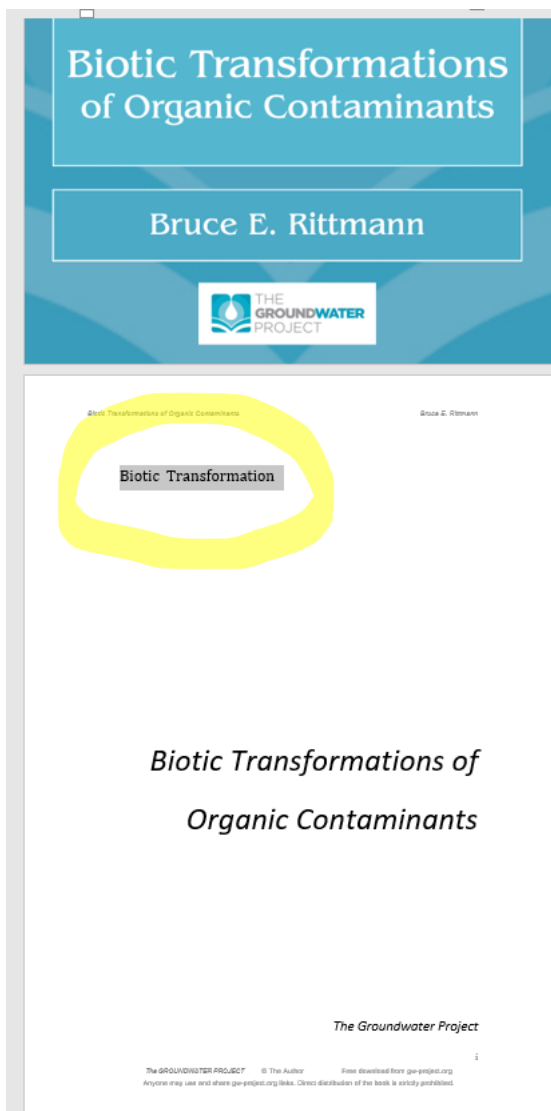 Biotic Transformations
of Organic Contaminants
Bruce E. Rittmann
THE
GROUNDWATER
PROJECT
Biotic Transformations of Organic Contaminants Bruce E. Rittmann
Biotic Transformation
Biotic Transformations of
Organic Contaminants
The Groundwater Project
i
The GROUNDWATER PROJECT © The Author Free download from gw-project.org
Anyone may use and share gw-project.org links. Direct distribution of the book is strictly prohibited.